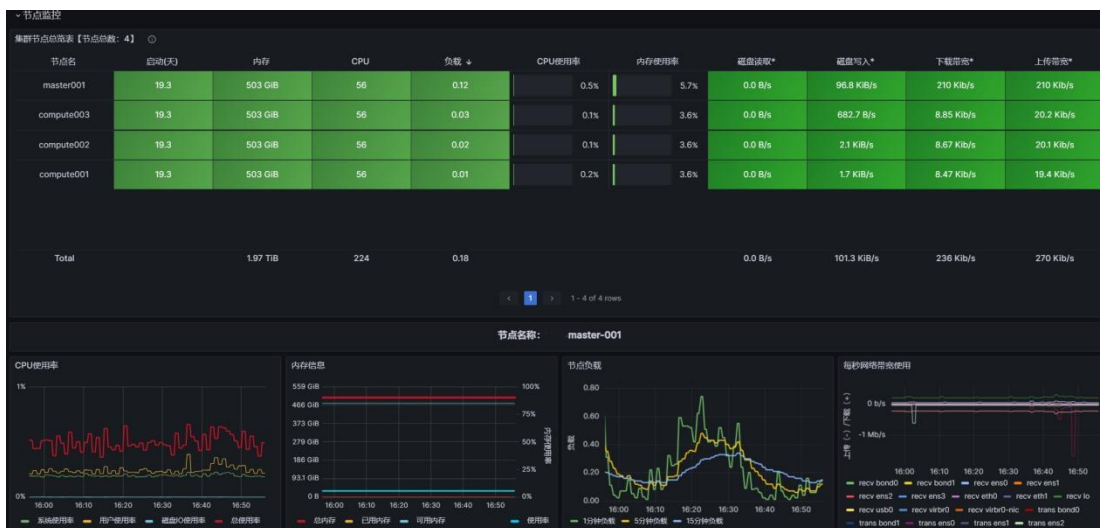 节点监控
集群节点总览表【节点总数：4】
节点名 启动(天) 内存 CPU 负载 ↓ CPU使用率 内存使用率 磁盘读取* 磁盘写入* 下载带宽* 上传带宽*
master001 19.3 503 GiB 56 0.12 0.5% 5.7% 0.0 B/s 96.8 KiB/s 210 Kib/s 210 Kib/s
compute003 19.3 503 GiB 56 0.03 0.1% 3.6% 0.0 B/s 682.7 B/s 8.85 Kib/s 20.2 Kib/s
compute002 19.3 503 GiB 56 0.02 0.1% 3.6% 0.0 B/s 2.1 KiB/s 8.67 Kib/s 20.1 Kib/s
compute001 19.3 503 GiB 56 0.01 0.2% 3.6% 0.0 B/s 1.7 KiB/s 8.47 Kib/s 19.4 Kib/s
Total 1.97 TiB 224 0.18 0.0 B/s 101.3 KiB/s 236 Kib/s 270 Kib/s
‹ 1 › 1 - 4 of 4 rows
节点名称: master-001
CPU使用率
1%
0%
16:00 16:10 16:20 16:30 16:40 16:50
系统使用率 用户使用率 磁盘IO使用率 总使用率
内存信息
559 GiB 100%
466 GiB
373 GiB 75%
279 GiB 50%
186 GiB
93.1 GiB 25%
0 B 0%
内存使用率
16:00 16:10 16:20 16:30 16:40 16:50
总内存 已用内存 可用内存 使用率
节点负载
0.80
0.60
0.40
0.20
0.00
负载
16:00 16:10 16:20 16:30 16:40 16:50
1分钟负载 5分钟负载 15分钟负载
每秒网络带宽使用
上传（-）/下载（+）
0 b/s
-1 Mb/s
16:00 16:10 16:20 16:30 16:40 16:50
recv bond0 recv bond1 recv ens0 recv ens1
recv ens2 recv ens3 recv eth0 recv eth1 recv lo
recv usb0 recv virbr0 recv virbr0-nic trans bond0
trans bond1 trans ens0 trans ens1 trans ens2